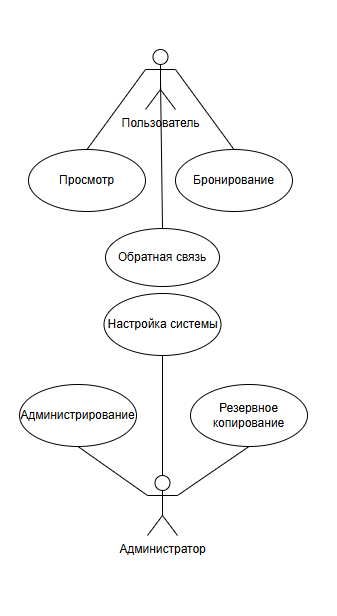 Пользователь
Просмотр
Бронирование
Обратная связь
Настройка системы
Администрирование
Резервное
копирование
Администратор